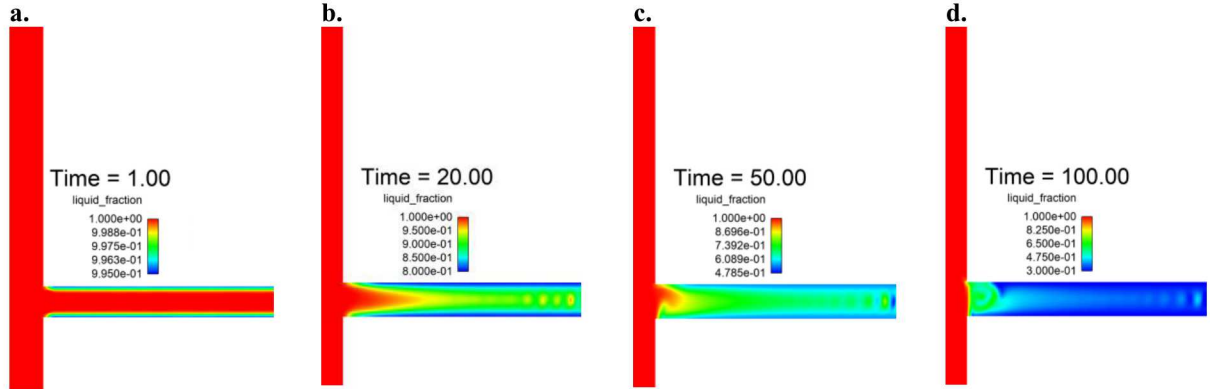 a.
Time = 1.00
liquid_fraction
1.000e+00
9.988e-01
9.975e-01
9.963e-01
9.950e-01
b.
Time = 20.00
liquid_fraction
1.000e+00
9.500e-01
9.000e-01
8.500e-01
8.000e-01
c.
Time = 50.00
liquid_fraction
1.000e+00
8.696e-01
7.392e-01
6.089e-01
4.785e-01
d.
Time = 100.00
liquid_fraction
1.000e+00
8.250e-01
6.500e-01
4.750e-01
3.000e-01